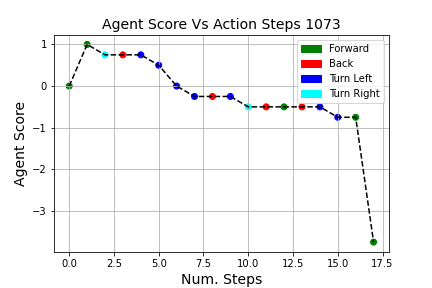 Agent Score Vs Action Steps 1073
Agent Score
1
0
−1
−2
−3
Forward
Back
Turn Left
Turn Right
0.0 2.5 5.0 7.5 10.0 12.5 15.0 17.5
Num. Steps